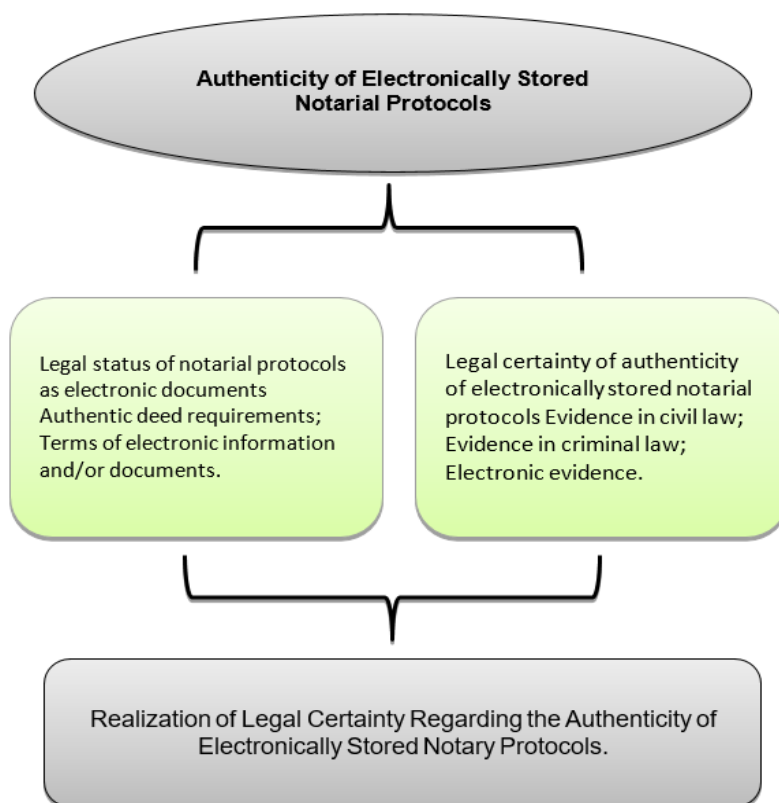 Authenticity of Electronically Stored
Notarial Protocols
Legal status of notarial protocols
as electronic documents
Authentic deed requirements;
Terms of electronic information
and/or documents.
Legal certainty of authenticity
of electronically stored notarial
protocols Evidence in civil law;
Evidence in criminal law;
Electronic evidence.
Realization of Legal Certainty Regarding the Authenticity of
Electronically Stored Notary Protocols.